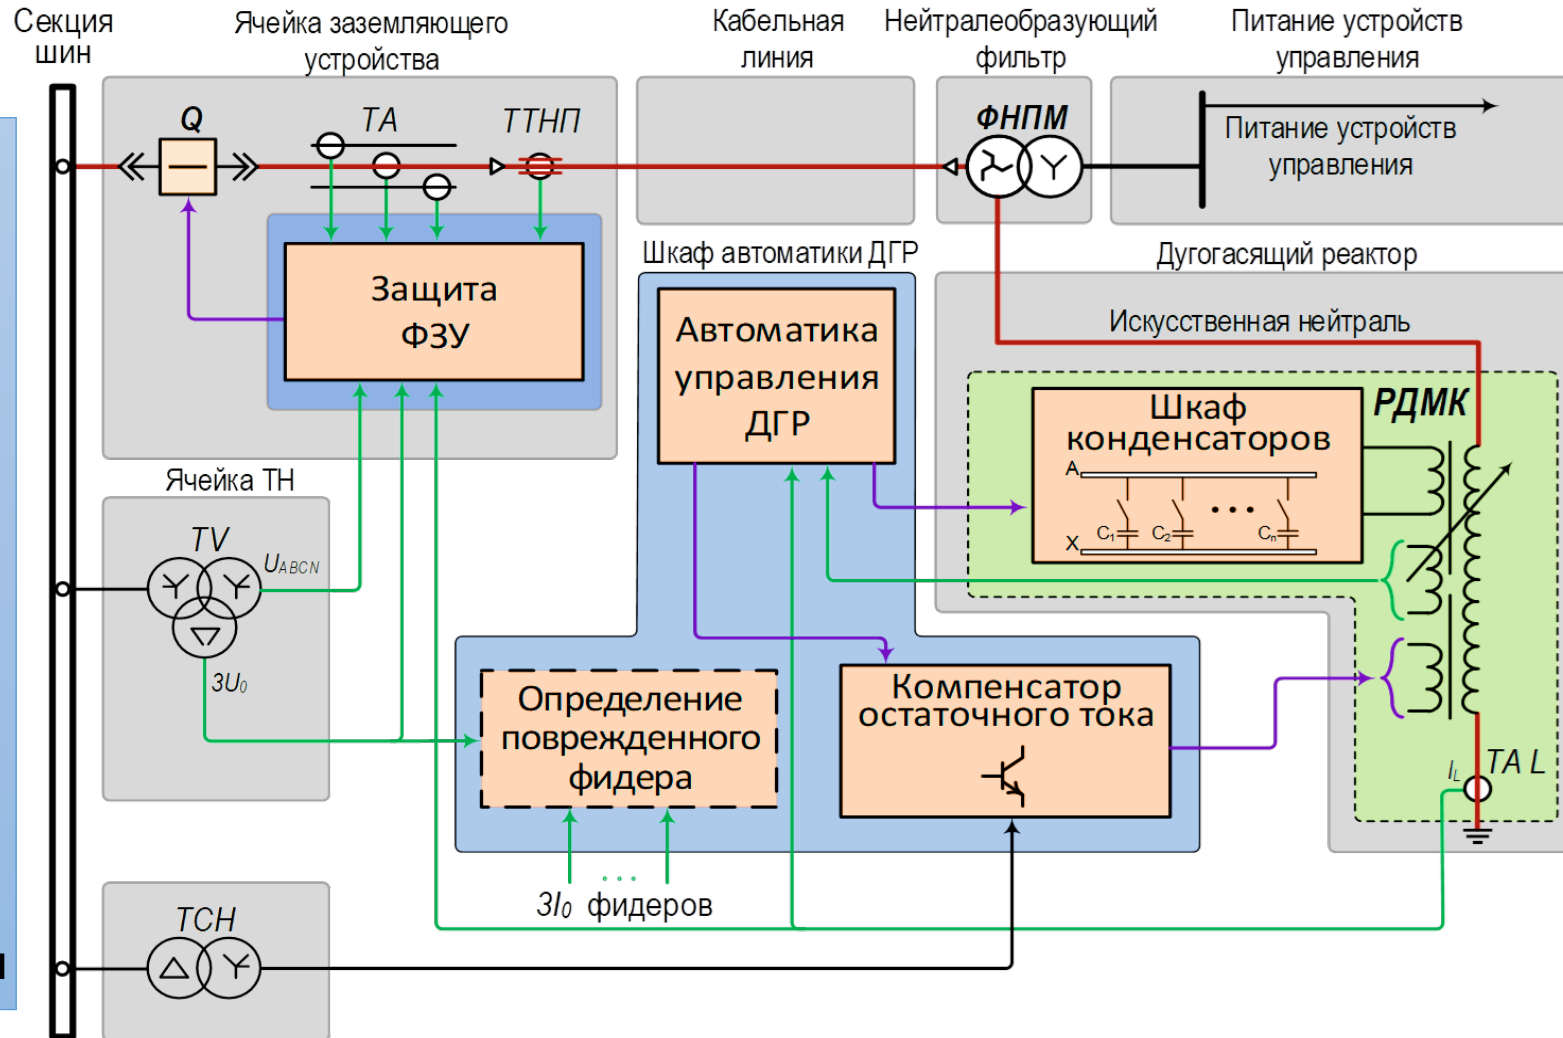 Секция
шин
Ячейка заземляющего
устройства
Кабельная
линия
Нейтралеобразующий
фильтр
Питание устройств
управления
Q
TA
ТТНП
ФНПМ
Питание устройств
управления
Защита
ФЗУ
Шкаф автоматики ДГР
Автоматика
управления
ДГР
Дугогасящий реактор
Искусственная нейтраль
РДМК
Шкаф
конденсаторов
A
C1 C2 ••• Cn
X
Ячейка ТН
TV
UABCN
3U0
Определение
поврежденного
фидера
Компенсатор
остаточного тока
IL TA L
3I0 ... фидеров
ТСН